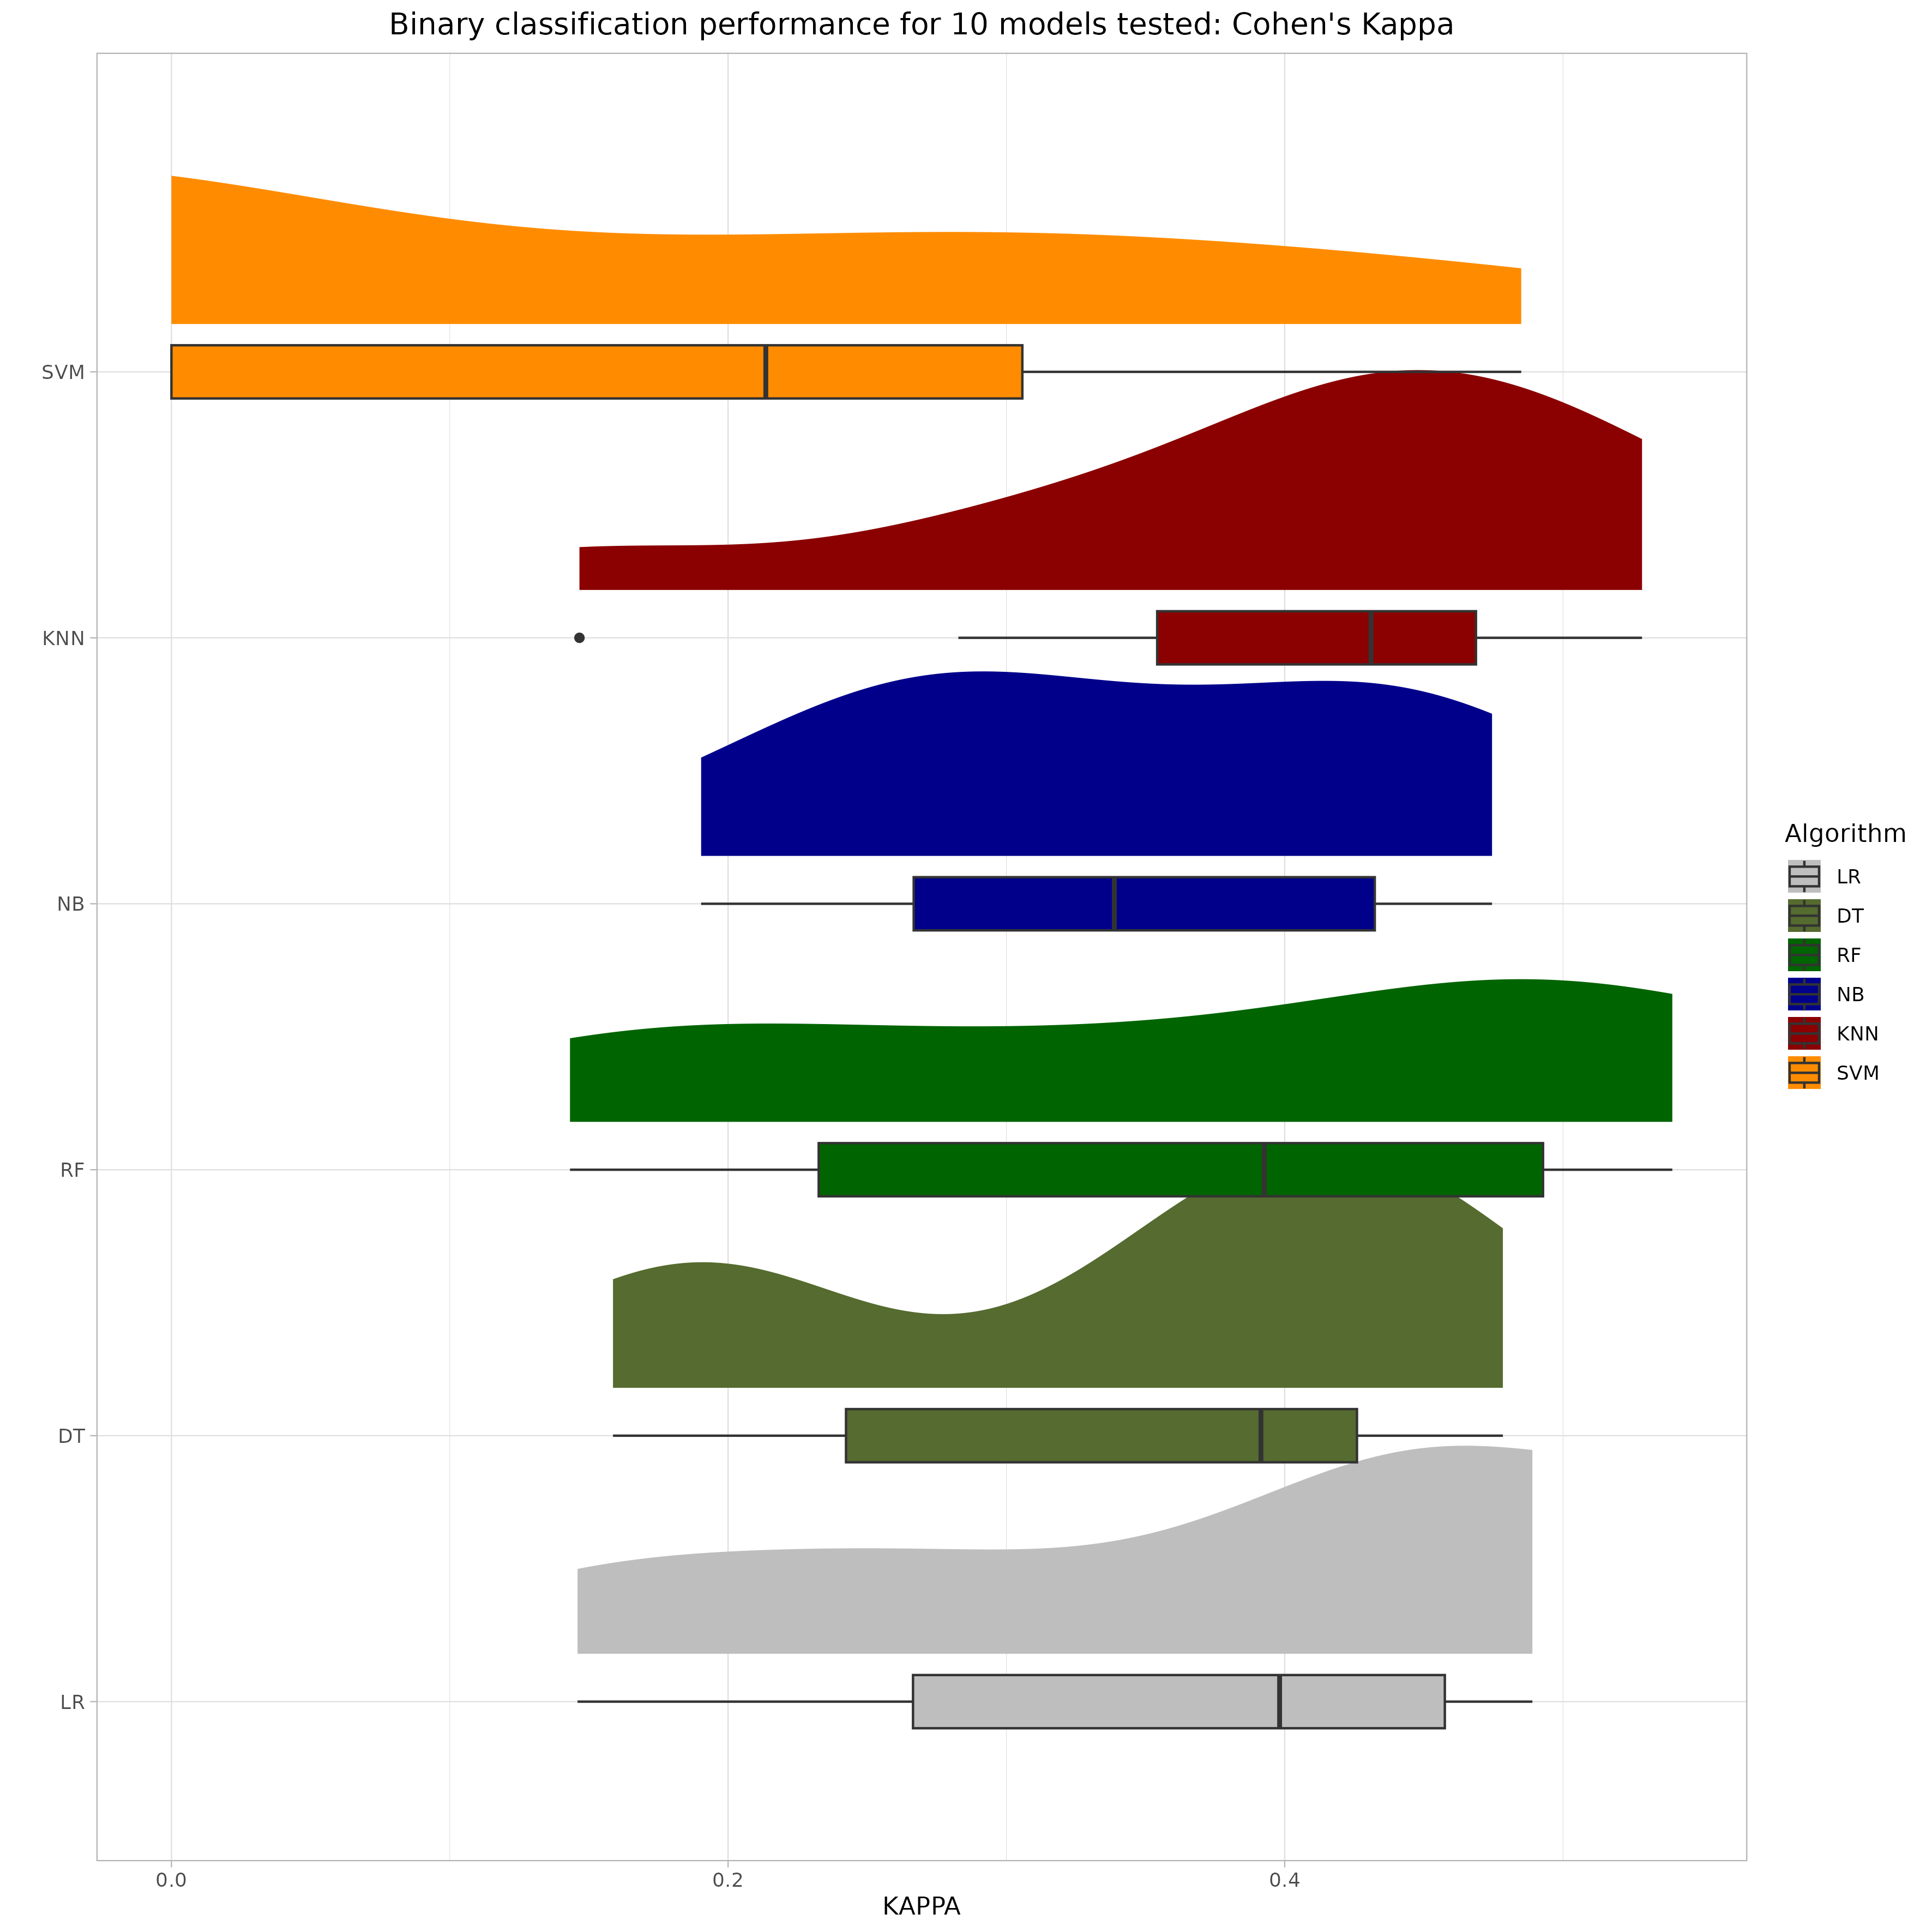 Binary classification performance for 10 models tested: Cohen's Kappa
SVM
KNN
NB
RF
DT
LR
0.0
0.2
0.4
KAPPA
Algorithm
LR
DT
RF
NB
KNN
SVM